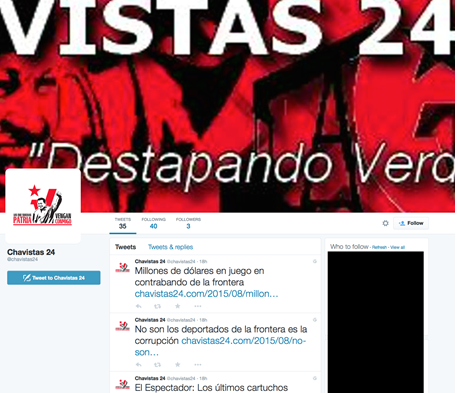 VISTAS 24
"Destapando Verd
PATRIA
VENGAN
CONMIGO
TWEETS
FOLLOWING
FOLLOWERS
35
40
3
Follow
Chavistas 24
@chavistas24
Tweet to Chavistas 24
Tweets
Tweets & replies
Who to follow · Refresh · View all
Chavistas 24 @chavistas24 · 18h
Millones de dólares en juego en
contrabando de la frontera
chavistas24.com/2015/08/millon…
Chavistas 24 @chavistas24 · 18h
No son los deportados de la frontera es la
corrupción chavistas24.com/2015/08/no-
son…
Chavistas 24 @chavistas24 · 18h
El Espectador: Los últimos cartuchos